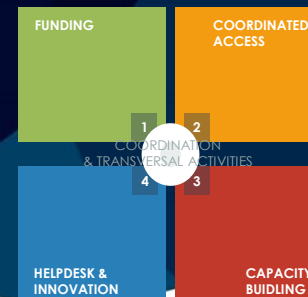 FUNDING
COORDINATED
ACCESS
1
2
COORDINATION
& TRANSVERSAL ACTIVITIES
4
3
HELPDESK &
INNOVATION
CAPACITY
BUIDLING